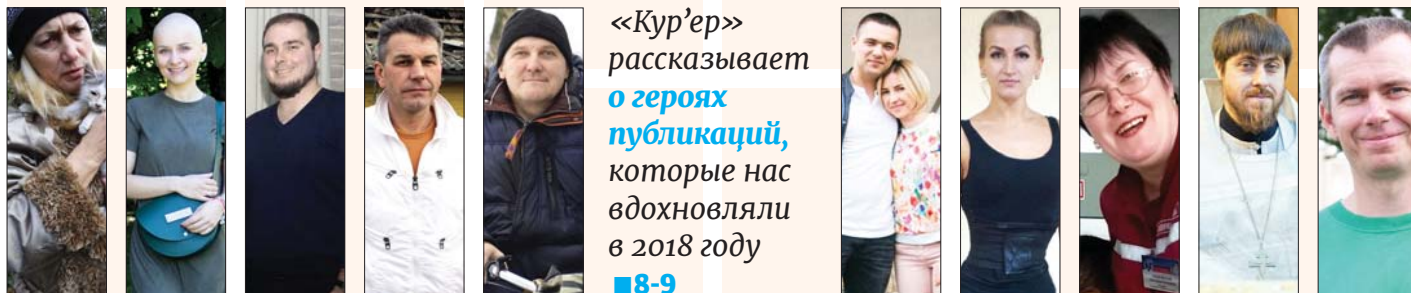 «Кур’ер»
рассказывает
о героях
публикаций,
которые нас
вдохновляли
в 2018 году
■8-9